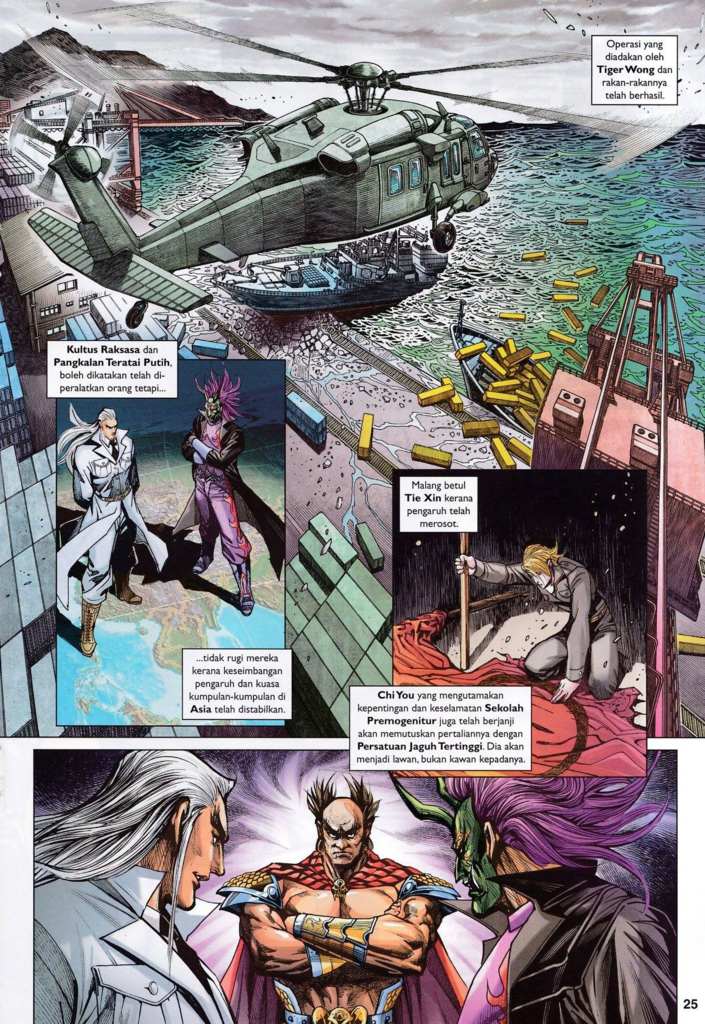 Operasi yang
diadakan oleh
Tiger Wong dan
rakan-rakannya
telah berhasil.
Kultus Raksasa dan
Pangkalan Teratai Putih,
boleh dikatakan telah di-
peralatkan orang tetapi...
...tidak rugi mereka
kerana keseimbangan
pengaruh dan kuasa
kumpulan-kumpulan di
Asia telah distabilkan.
Malang betul
Tie Xin kerana
pengaruh telah
merosot.
Chi You yang mengutamakan
kepentingan dan keselamatan Sekolah
Premogenitur juga telah berjanji
akan memutuskan pertaliannya dengan
Persatuan Jaguh Tertinggi. Dia akan
menjadi lawan, bukan kawan kepadanya.
25